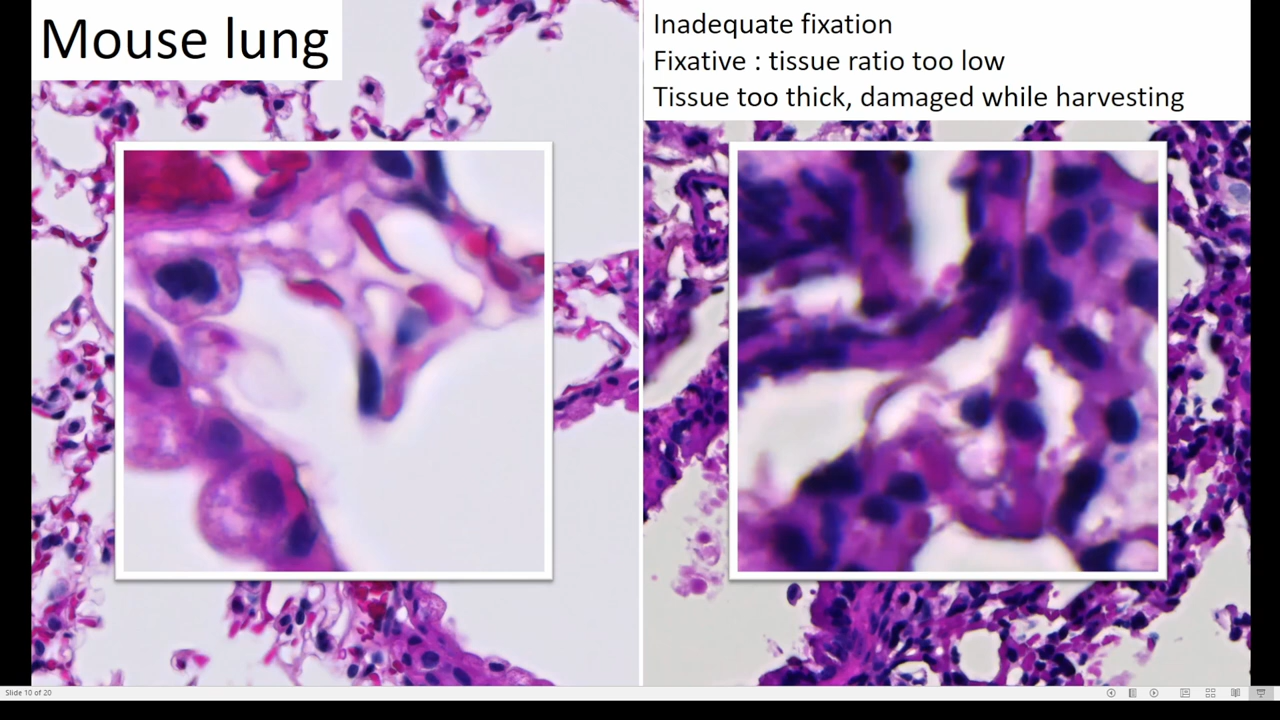 Mouse lung
Inadequate fixation
Fixative : tissue ratio too low
Tissue too thick, damaged while harvesting
Slide 10 of 20